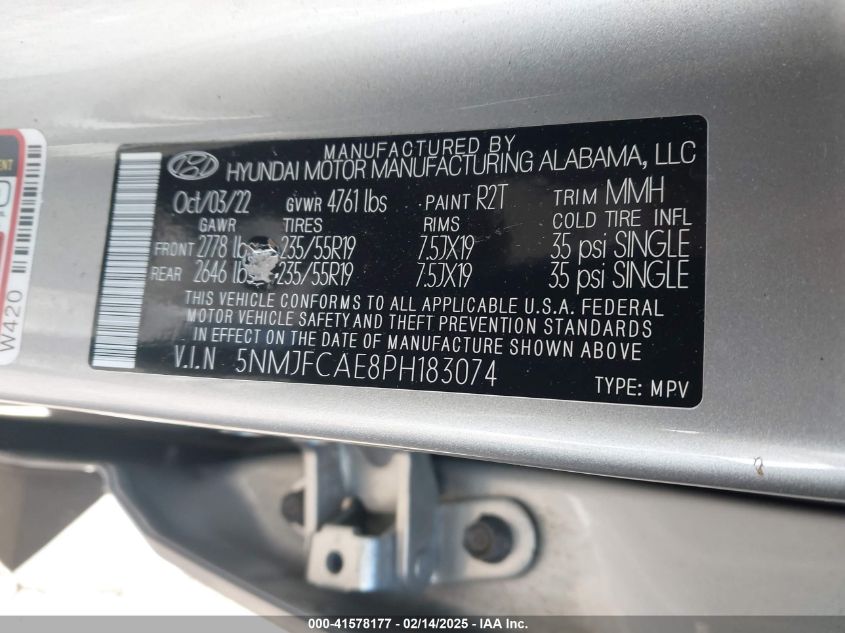 MANUFACTURED BY
HYUNDAI MOTOR MANUFACTURING ALABAMA, LLC
Oct/03/22 GVWR 4761 lbs PAINT R2T TRIM MMH
GAWR TIRES RIMS COLD TIRE INFL
FRONT 2778 lb 235/55R19 7.5JX19 35 psi SINGLE
REAR 2646 lb 235/55R19 7.5JX19 35 psi SINGLE
THIS VEHICLE CONFORMS TO ALL APPLICABLE U.S.A. FEDERAL
MOTOR VEHICLE SAFETY AND THEFT PREVENTION STANDARDS
IN EFFECT ON THE DATE OF MANUFACTURE SHOWN ABOVE
V.I.N 5NMJFCAE8PH183074
TYPE: MPV
W420
000-41578177 - 02/14/2025 - IAA Inc.